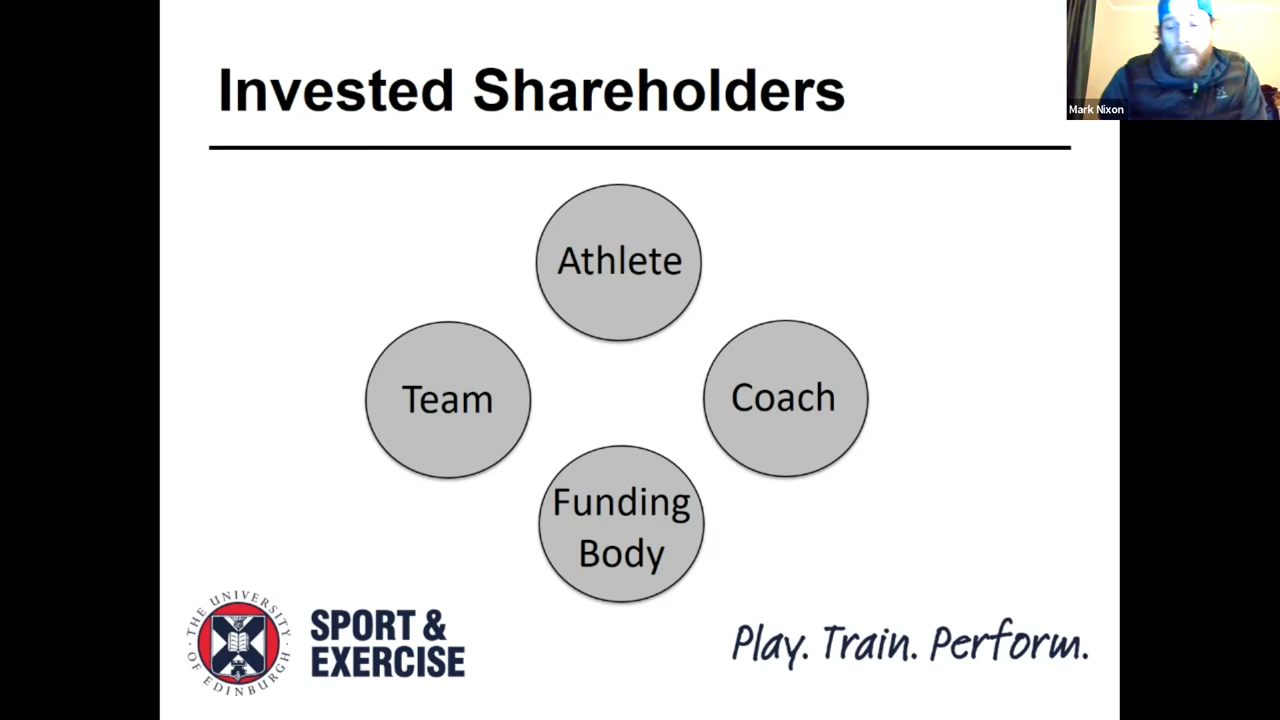 Invested Shareholders
Mark Nixon
Athlete
Team
Coach
Funding
Body
THE UNIVERSITY OF EDINBURGH
SPORT &
EXERCISE
Play. Train. Perform.